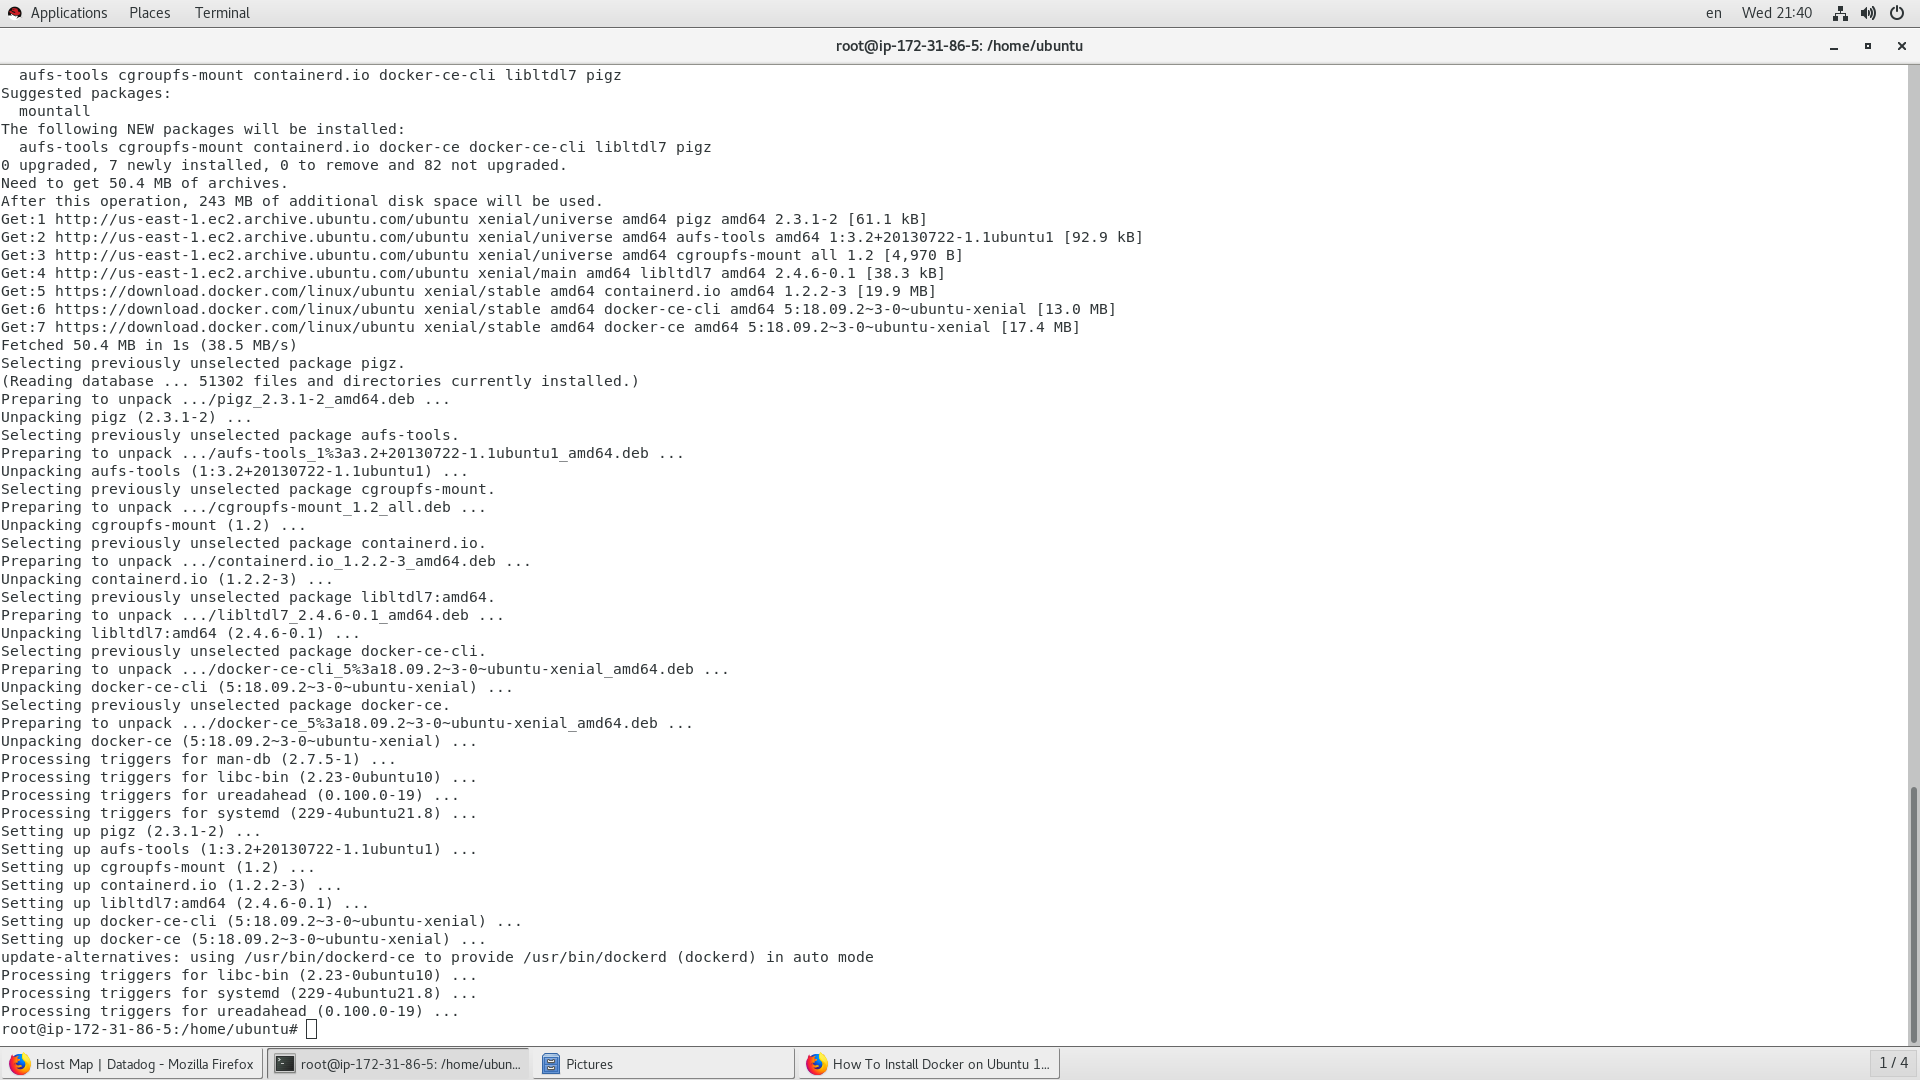 Applications Places Terminal en Wed 21:40
root@ip-172-31-86-5: /home/ubuntu
  aufs-tools cgroupfs-mount containerd.io docker-ce-cli libltdl7 pigz
Suggested packages:
  mountall
The following NEW packages will be installed:
  aufs-tools cgroupfs-mount containerd.io docker-ce docker-ce-cli libltdl7 pigz
0 upgraded, 7 newly installed, 0 to remove and 82 not upgraded.
Need to get 50.4 MB of archives.
After this operation, 243 MB of additional disk space will be used.
Get:1 http://us-east-1.ec2.archive.ubuntu.com/ubuntu xenial/universe amd64 pigz amd64 2.3.1-2 [61.1 kB]
Get:2 http://us-east-1.ec2.archive.ubuntu.com/ubuntu xenial/universe amd64 aufs-tools amd64 1:3.2+20130722-1.1ubuntu1 [92.9 kB]
Get:3 http://us-east-1.ec2.archive.ubuntu.com/ubuntu xenial/universe amd64 cgroupfs-mount all 1.2 [4,970 B]
Get:4 http://us-east-1.ec2.archive.ubuntu.com/ubuntu xenial/main amd64 libltdl7 amd64 2.4.6-0.1 [38.3 kB]
Get:5 https://download.docker.com/linux/ubuntu xenial/stable amd64 containerd.io amd64 1.2.2-3 [19.9 MB]
Get:6 https://download.docker.com/linux/ubuntu xenial/stable amd64 docker-ce-cli amd64 5:18.09.2~3-0~ubuntu-xenial [13.0 MB]
Get:7 https://download.docker.com/linux/ubuntu xenial/stable amd64 docker-ce amd64 5:18.09.2~3-0~ubuntu-xenial [17.4 MB]
Fetched 50.4 MB in 1s (38.5 MB/s)
Selecting previously unselected package pigz.
(Reading database ... 51302 files and directories currently installed.)
Preparing to unpack .../pigz_2.3.1-2_amd64.deb ...
Unpacking pigz (2.3.1-2) ...
Selecting previously unselected package aufs-tools.
Preparing to unpack .../aufs-tools_1%3a3.2+20130722-1.1ubuntu1_amd64.deb ...
Unpacking aufs-tools (1:3.2+20130722-1.1ubuntu1) ...
Selecting previously unselected package cgroupfs-mount.
Preparing to unpack .../cgroupfs-mount_1.2_all.deb ...
Unpacking cgroupfs-mount (1.2) ...
Selecting previously unselected package containerd.io.
Preparing to unpack .../containerd.io_1.2.2-3_amd64.deb ...
Unpacking containerd.io (1.2.2-3) ...
Selecting previously unselected package libltdl7:amd64.
Preparing to unpack .../libltdl7_2.4.6-0.1_amd64.deb ...
Unpacking libltdl7:amd64 (2.4.6-0.1) ...
Selecting previously unselected package docker-ce-cli.
Preparing to unpack .../docker-ce-cli_5%3a18.09.2~3-0~ubuntu-xenial_amd64.deb ...
Unpacking docker-ce-cli (5:18.09.2~3-0~ubuntu-xenial) ...
Selecting previously unselected package docker-ce.
Preparing to unpack .../docker-ce_5%3a18.09.2~3-0~ubuntu-xenial_amd64.deb ...
Unpacking docker-ce (5:18.09.2~3-0~ubuntu-xenial) ...
Processing triggers for man-db (2.7.5-1) ...
Processing triggers for libc-bin (2.23-0ubuntu10) ...
Processing triggers for ureadahead (0.100.0-19) ...
Processing triggers for systemd (229-4ubuntu21.8) ...
Setting up pigz (2.3.1-2) ...
Setting up aufs-tools (1:3.2+20130722-1.1ubuntu1) ...
Setting up cgroupfs-mount (1.2) ...
Setting up containerd.io (1.2.2-3) ...
Setting up libltdl7:amd64 (2.4.6-0.1) ...
Setting up docker-ce-cli (5:18.09.2~3-0~ubuntu-xenial) ...
Setting up docker-ce (5:18.09.2~3-0~ubuntu-xenial) ...
update-alternatives: using /usr/bin/dockerd-ce to provide /usr/bin/dockerd (dockerd) in auto mode
Processing triggers for libc-bin (2.23-0ubuntu10) ...
Processing triggers for systemd (229-4ubuntu21.8) ...
Processing triggers for ureadahead (0.100.0-19) ...
root@ip-172-31-86-5:/home/ubuntu#
Host Map | Datadog - Mozilla Firefox root@ip-172-31-86-5: /home/ubun... Pictures How To Install Docker on Ubuntu 1... 1 / 4